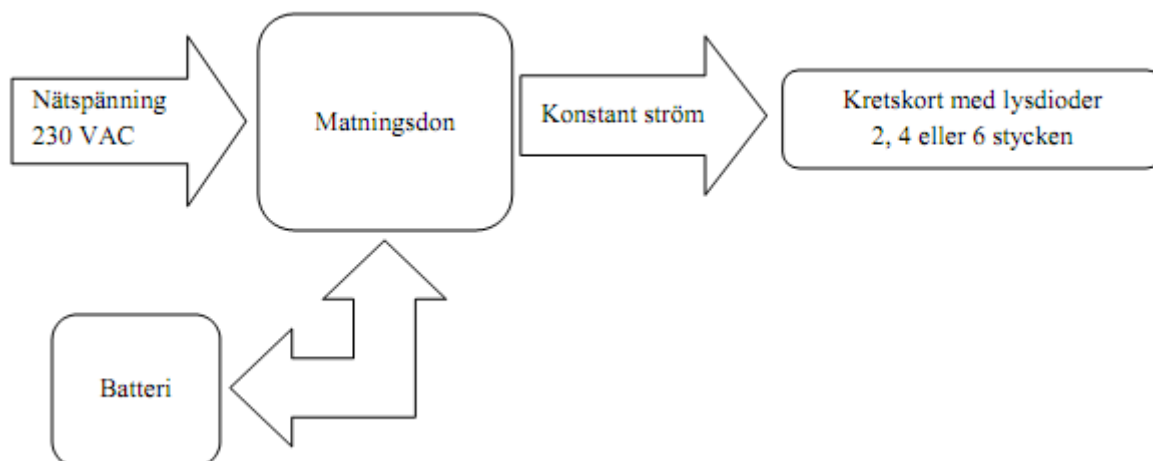 Nätspänning
230 VAC
Matningsdon
Konstant ström
Kretskort med lysdioder
2, 4 eller 6 stycken
Batteri